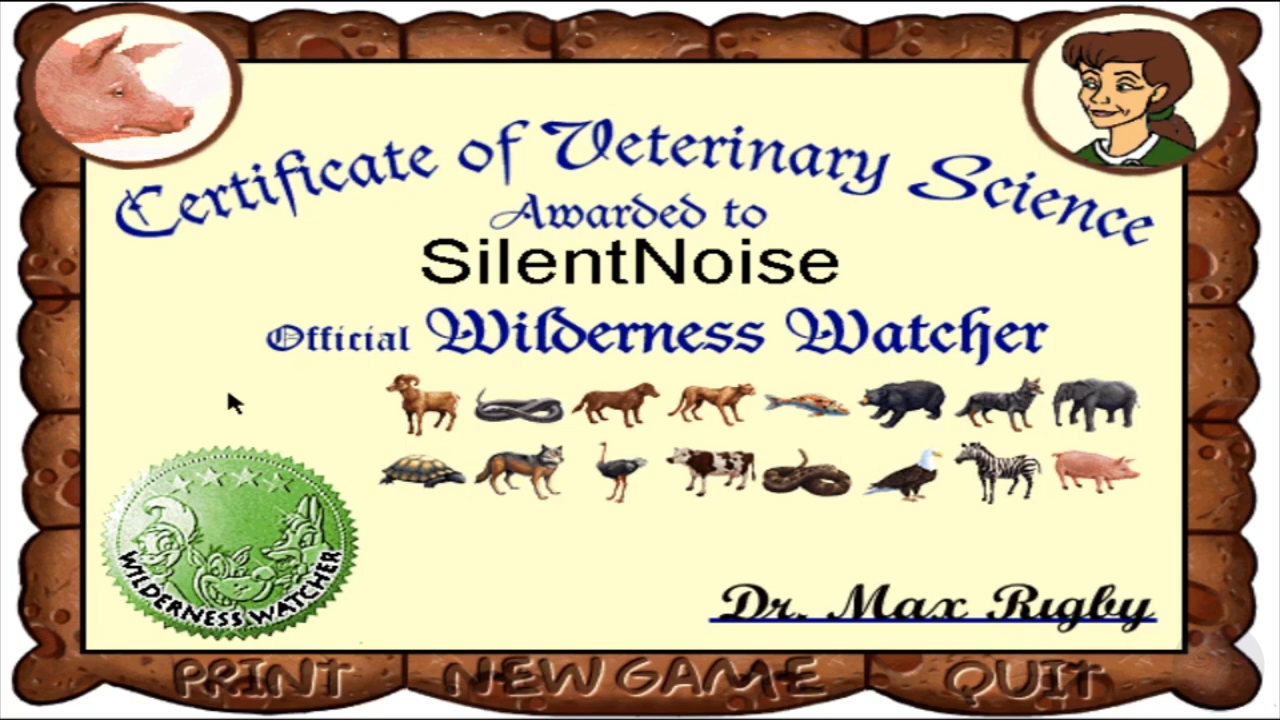 Certificate of Veterinary Science
Awarded to
SilentNoise
Official Wilderness Watcher
WILDERNESS WATCHER
Dr. Max Rigby
PRINT NEW GAME QUIT